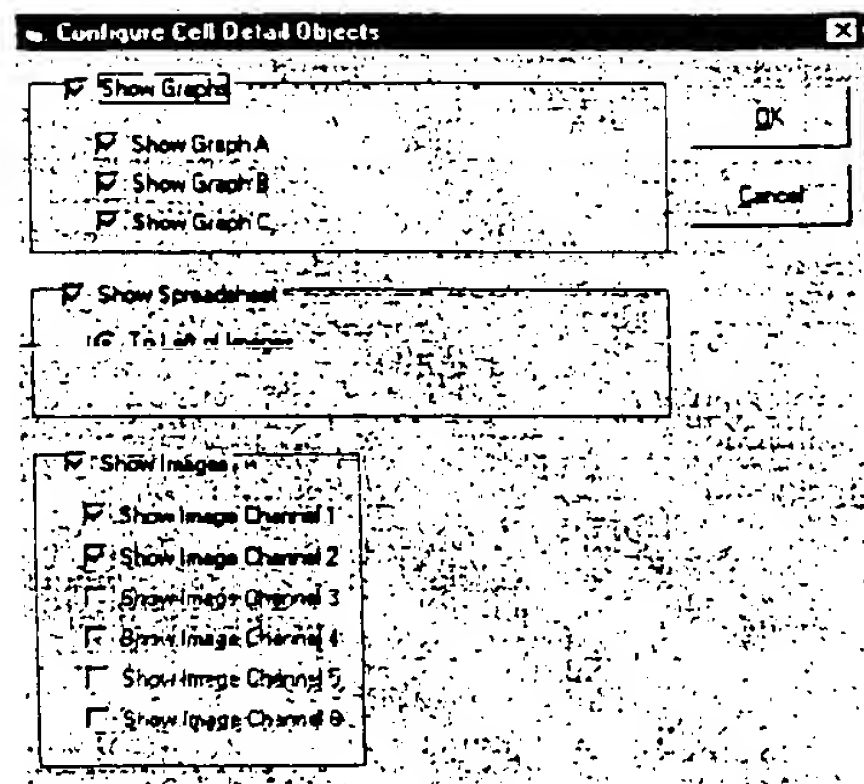 Configure Cell Detail Objects
Show Graphs
OK
Show Graph A
Show Graph B
Cancel
Show Graph C
Show Spreadsheet
To Left of Images
Show Images
Show Image Channel 1
Show Image Channel 2
Show Image Channel 3
Show Image Channel 4
Show Image Channel 5
Show Image Channel 6